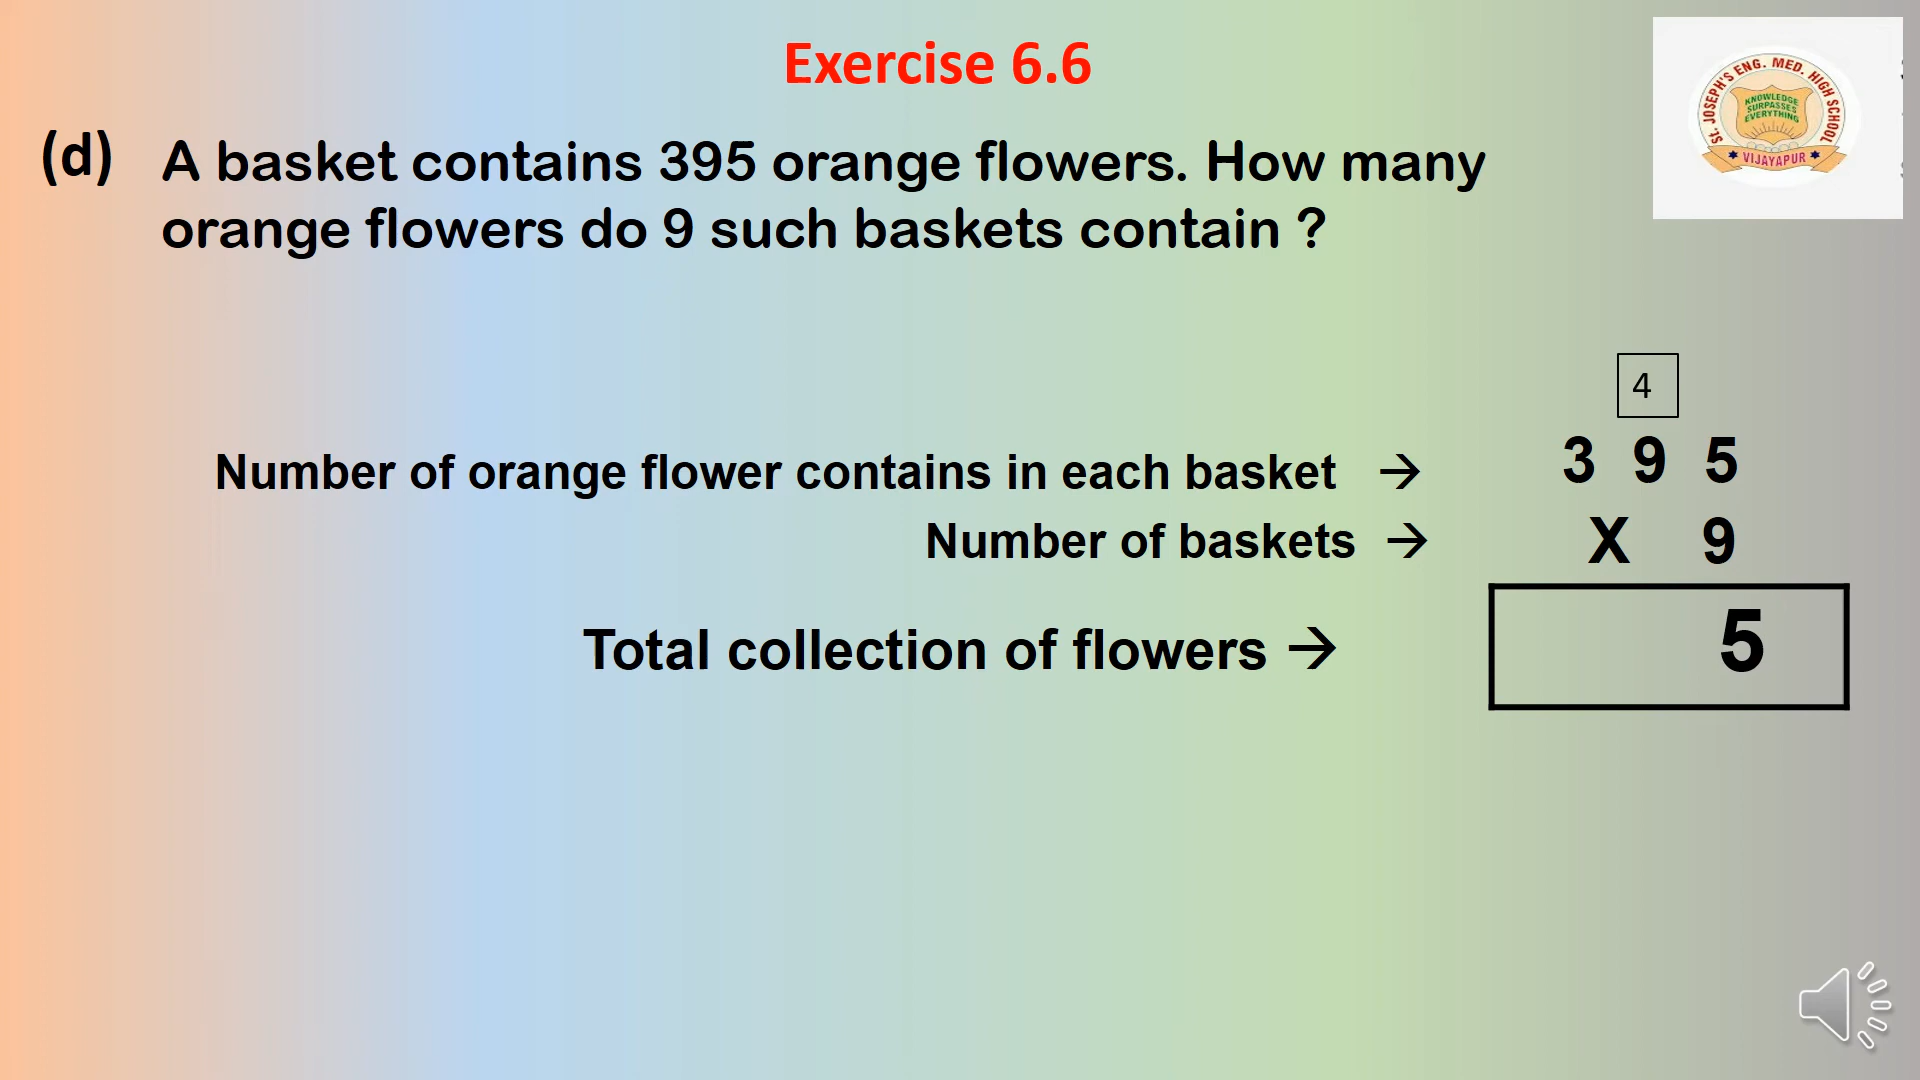 Exercise 6.6
ST. JOSEPH'S ENG. MED. HIGH SCHOOL
KNOWLEDGE
SURPASSES
EVERYTHING
VIJAYAPUR
(d) A basket contains 395 orange flowers. How many
orange flowers do 9 such baskets contain ?
4
Number of orange flower contains in each basket → 3 9 5
Number of baskets → X 9
Total collection of flowers → 5